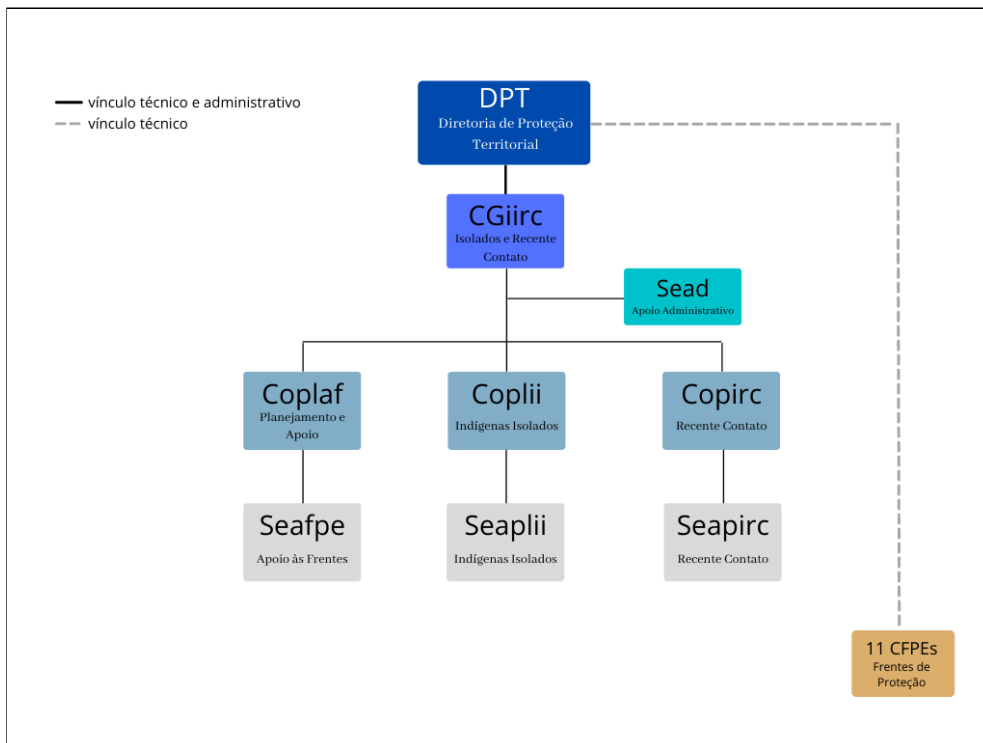 vínculo técnico e administrativo
vínculo técnico
DPT
Diretoria de Proteção
Territorial
CGiirc
Isolados e Recente
Contato
Sead
Apoio Administrativo
Coplaf
Planejamento e
Apoio
Coplii
Indígenas Isolados
Copirc
Recente Contato
Seafpe
Apoio às Frentes
Seaplii
Indígenas Isolados
Seapirc
Recente Contato
11 CFPEs
Frentes de
Proteção